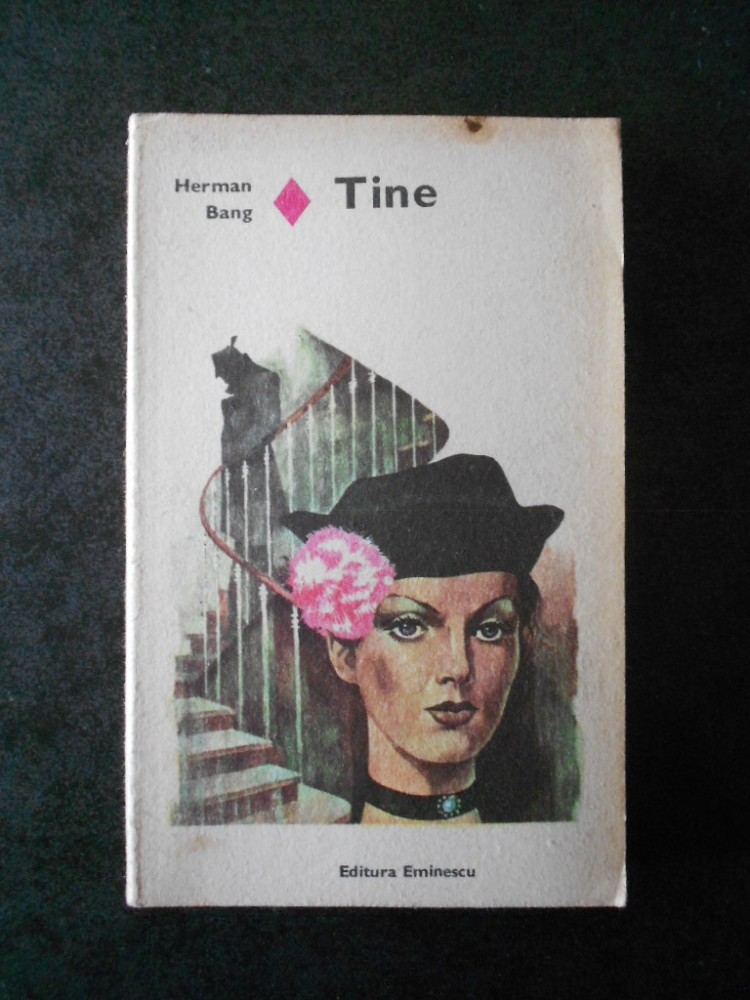 Herman
Bang
Tine
Editura Eminescu